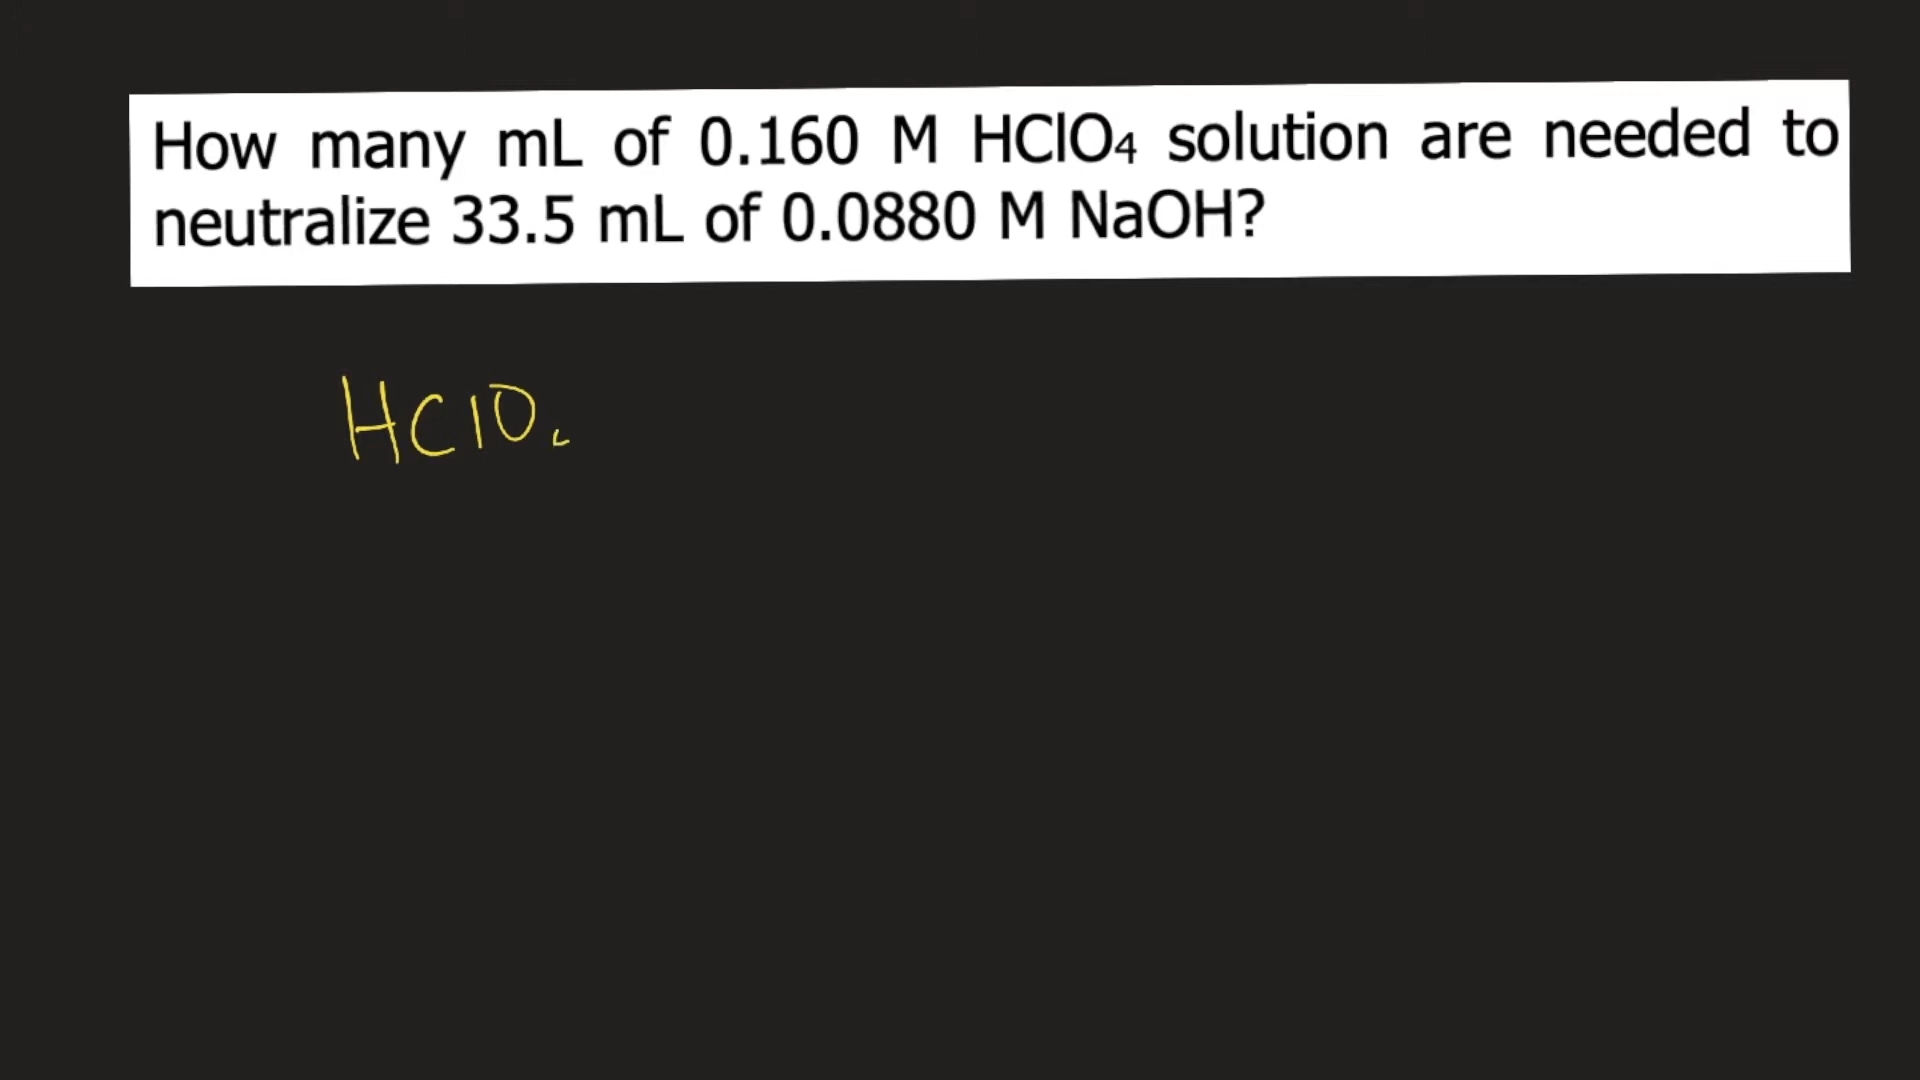 How many mL of 0.160 M HClO₄ solution are needed to
neutralize 33.5 mL of 0.0880 M NaOH?
HClO